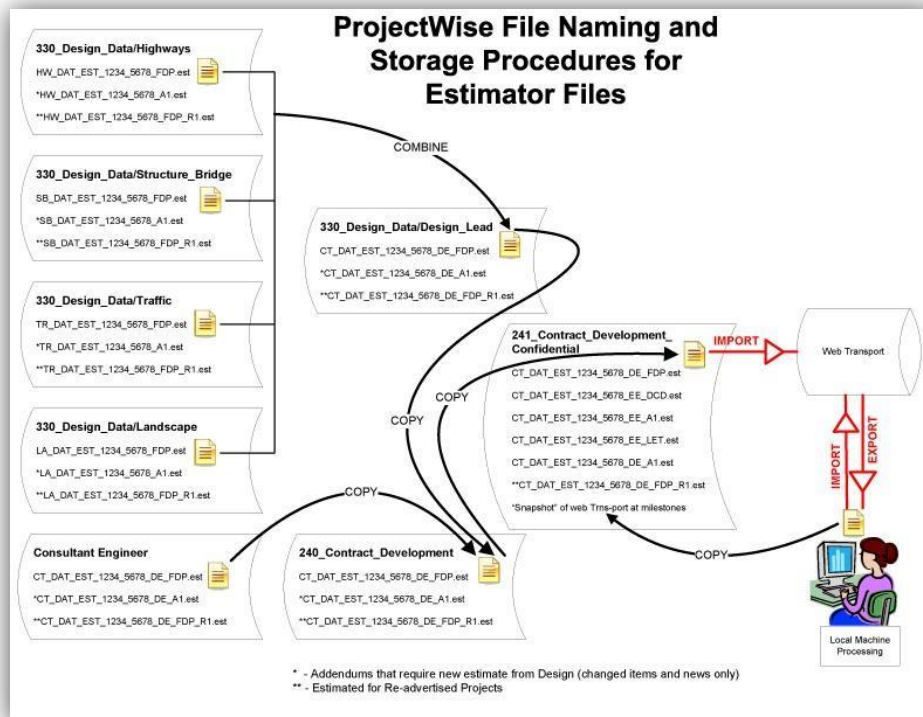 ProjectWise File Naming and
Storage Procedures for
Estimator Files
330_Design_Data/Highways
HW_DAT_EST_1234_5678_FDP.est
*HW_DAT_EST_1234_5678_A1.est
**HW_DAT_EST_1234_5678_FDP_R1.est
COMBINE
330_Design_Data/Structure_Bridge
SB_DAT_EST_1234_5678_FDP.est
*SB_DAT_EST_1234_5678_A1.est
**SB_DAT_EST_1234_5678_FDP_R1.est
330_Design_Data/Design_Lead
CT_DAT_EST_1234_5678_DE_FDP.est
*CT_DAT_EST_1234_5678_DE_A1.est
**CT_DAT_EST_1234_5678_DE_FDP_R1.est
330_Design_Data/Traffic
TR_DAT_EST_1234_5678_FDP.est
*TR_DAT_EST_1234_5678_A1.est
**TR_DAT_EST_1234_5678_FDP_R1.est
241_Contract_Development_
Confidential
CT_DAT_EST_1234_5678_DE_FDP.est
CT_DAT_EST_1234_5678_EE_DCD.est
CT_DAT_EST_1234_5678_EE_A1.est
CT_DAT_EST_1234_5678_EE_LET.est
CT_DAT_EST_1234_5678_DE_A1.est
**CT_DAT_EST_1234_5678_DE_FDP_R1.est
"Snapshot" of web Trns-port at milestones
IMPORT
Web Transport
IMPORT
EXPORT
COPY
COPY
330_Design_Data/Landscape
LA_DAT_EST_1234_5678_FDP.est
*LA_DAT_EST_1234_5678_A1.est
**LA_DAT_EST_1234_5678_FDP_R1.est
COPY
COPY
Consultant Engineer
CT_DAT_EST_1234_5678_DE_FDP.est
*CT_DAT_EST_1234_5678_DE_A1.est
**CT_DAT_EST_1234_5678_DE_FDP_R1.est
240_Contract_Development
CT_DAT_EST_1234_5678_DE_FDP.est
*CT_DAT_EST_1234_5678_DE_A1.est
**CT_DAT_EST_1234_5678_DE_FDP_R1.est
Local Machine
Processing
* - Addendums that require new estimate from Design (changed items and news only)
** - Estimated for Re-advertised Projects